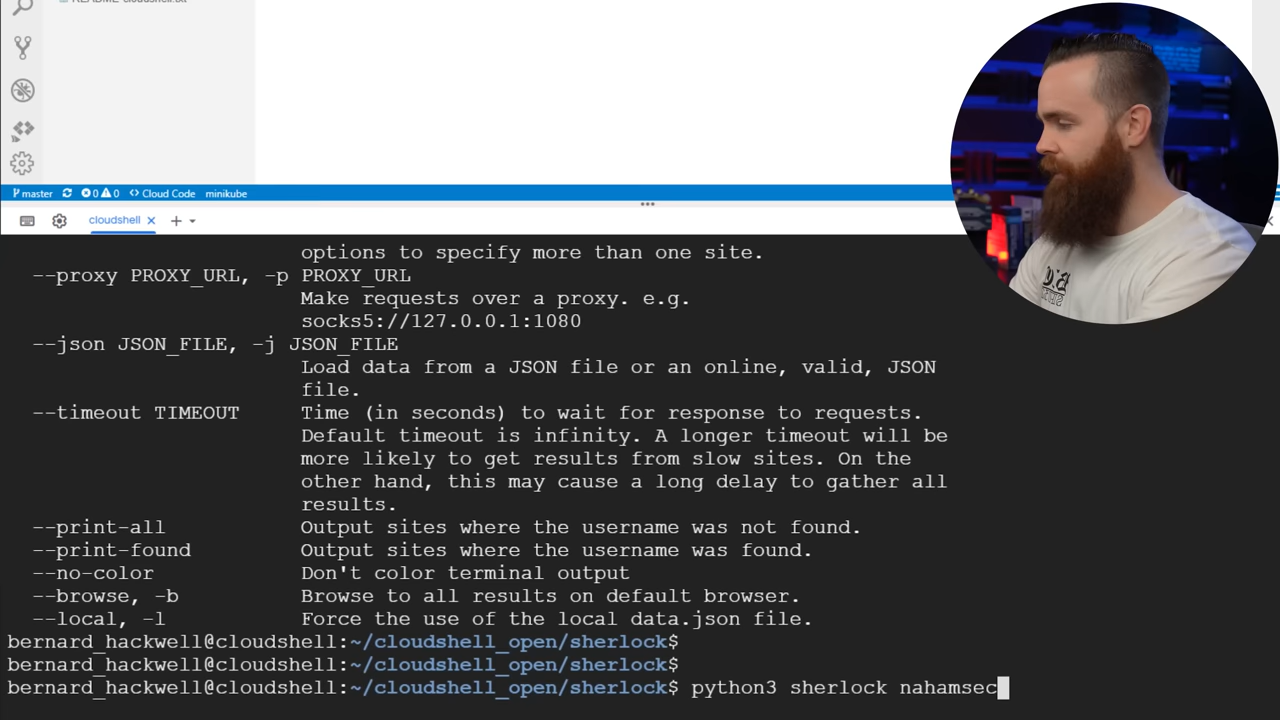 README-cloudshell.txt
master 0 0 Cloud Code minikube
cloudshell
options to specify more than one site.
--proxy PROXY_URL, -p PROXY_URL
Make requests over a proxy. e.g.
socks5://127.0.0.1:1080
--json JSON_FILE, -j JSON_FILE
Load data from a JSON file or an online, valid, JSON
file.
--timeout TIMEOUT Time (in seconds) to wait for response to requests.
Default timeout is infinity. A longer timeout will be
more likely to get results from slow sites. On the
other hand, this may cause a long delay to gather all
results.
--print-all Output sites where the username was not found.
--print-found Output sites where the username was found.
--no-color Don't color terminal output
--browse, -b Browse to all results on default browser.
--local, -l Force the use of the local data.json file.
bernard_hackwell@cloudshell:~/cloudshell_open/sherlock$
bernard_hackwell@cloudshell:~/cloudshell_open/sherlock$
bernard_hackwell@cloudshell:~/cloudshell_open/sherlock$ python3 sherlock nahamsec